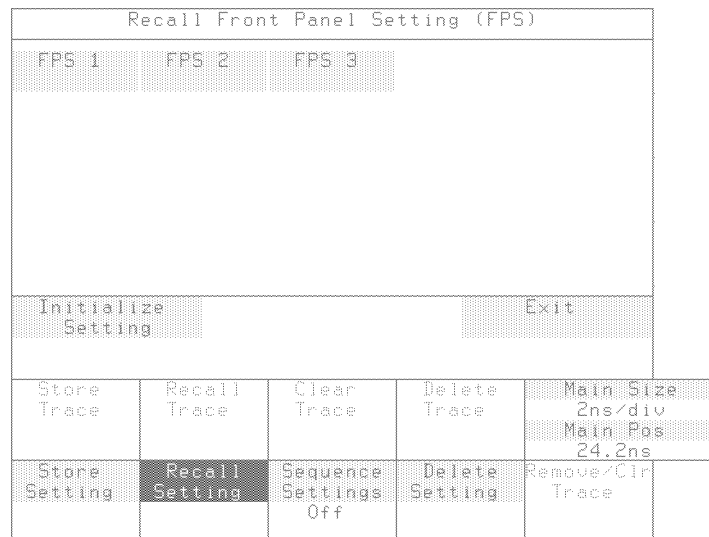 Recall Front Panel Setting (FPS)
FPS 1 FPS 2 FPS 3
Initialize Exit
Setting
Store Recall Clear Delete Main Size
Trace Trace Trace Trace 2ns/div
Main Pos
24.2ns
Store Recall Sequence Delete Remove/Clr
Setting Setting Settings Setting Trace
Off